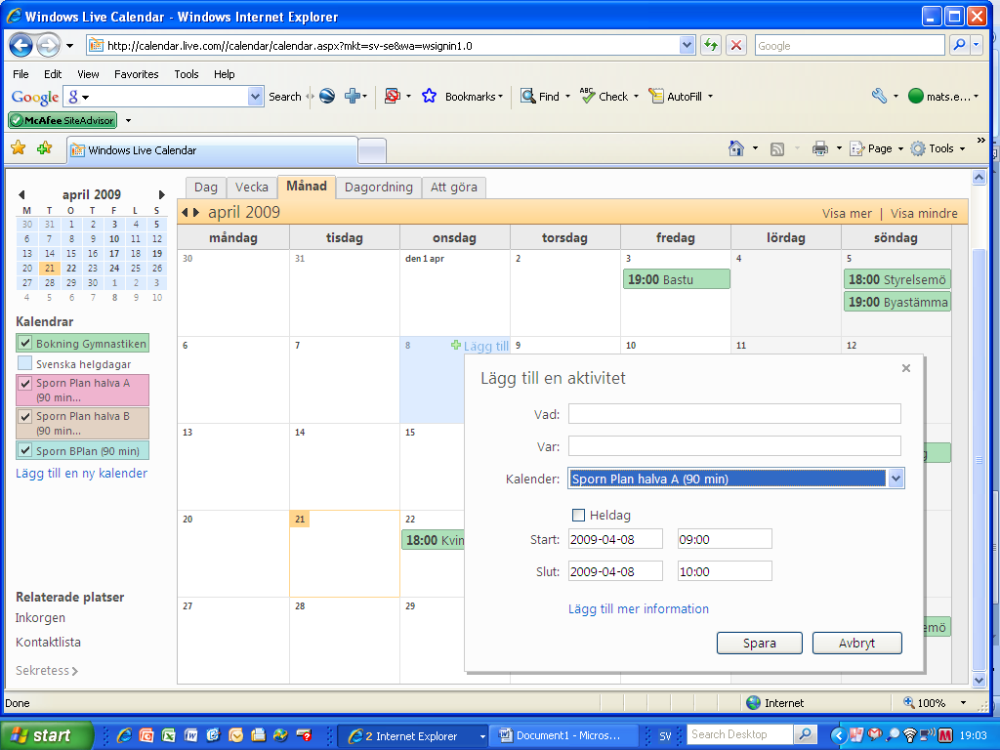 Windows Live Calendar - Windows Internet Explorer
http://calendar.live.com//calendar/calendar.aspx?mkt=sv-se&wa=wsignin1.0
Google
File Edit View Favorites Tools Help
Google g Search Bookmarks Find Check AutoFill mats.e...
McAfee SiteAdvisor
Windows Live Calendar Page Tools
april 2009
M T O T F L S
30 31 1 2 3 4 5
6 7 8 9 10 11 12
13 14 15 16 17 18 19
20 21 22 23 24 25 26
27 28 29 30 1 2 3
4 5 6 7 8 9 10
Kalendrar
Bokning Gymnastiken
Svenska helgdagar
Sporn Plan halva A
(90 min...
Sporn Plan halva B
(90 min...
Sporn BPlan (90 min)
Lägg till en ny kalender
Relaterade platser
Inkorgen
Kontaktlista
Sekretess
Dag Vecka Månad Dagordning Att göra
april 2009 Visa mer | Visa mindre
måndag tisdag onsdag torsdag fredag lördag söndag
30 31 den 1 apr 2 3 4 5
19:00 Bastu 18:00 Styrelsemö
19:00 Byastämma
6 7 8 Lägg till 9 10 11 12
13 14 15
20 21 22
18:00 Kvin
27 28 29
emö
Lägg till en aktivitet
Vad:
Var:
Kalender: Sporn Plan halva A (90 min)
Heldag
Start: 2009-04-08 09:00
Slut: 2009-04-08 10:00
Lägg till mer information
Spara Avbryt
Done Internet 100%
start 2 Internet Explorer Document1 - Micros... SV Search Desktop 19:03